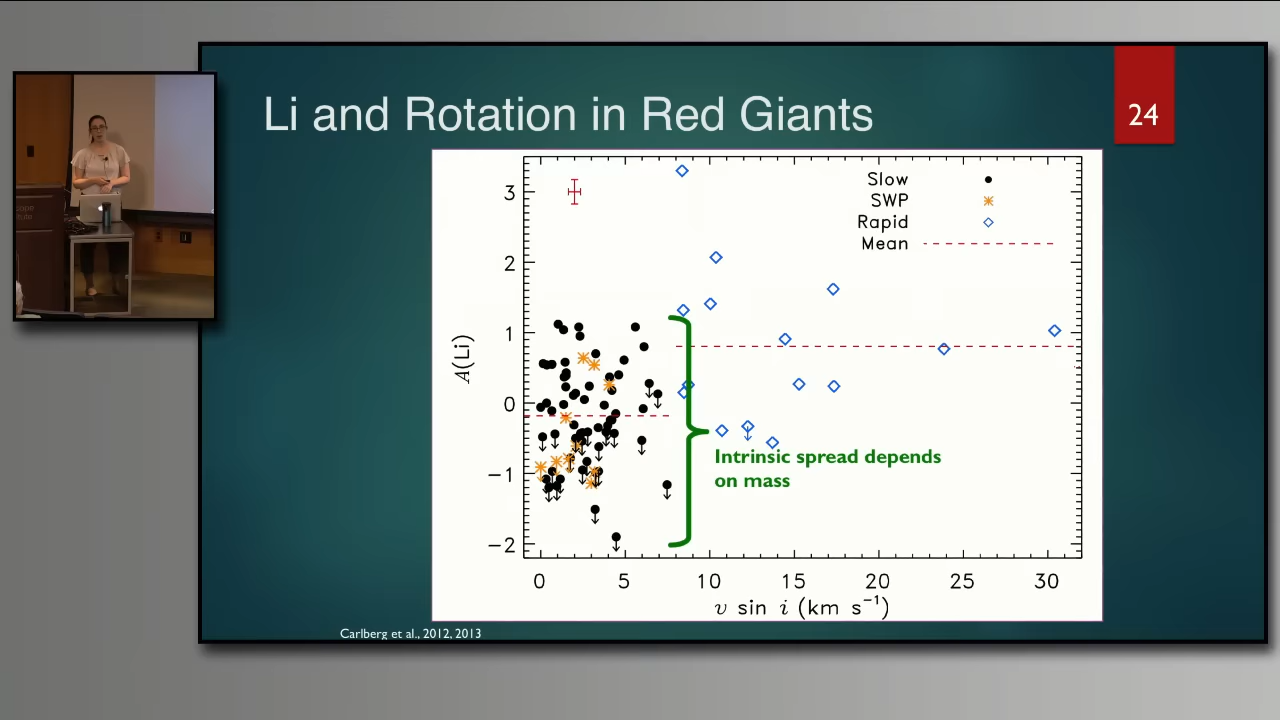 Li and Rotation in Red Giants
24
Slow
SWP
Rapid
Mean
3
2
1
0
−1
−2
A(Li)
Intrinsic spread depends
on mass
0 5 10 15 20 25 30
υ sin i (km s⁻¹)
Carlberg et al., 2012, 2013